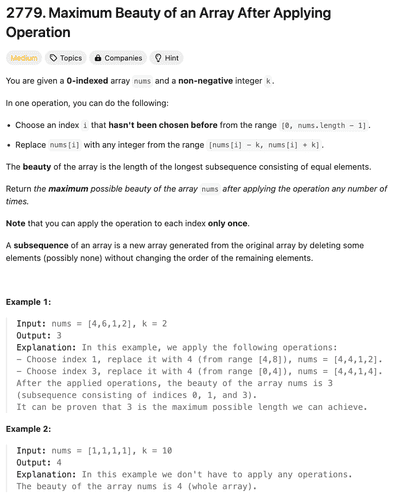 2779. Maximum Beauty of an Array After Applying
Operation
Medium Topics Companies Hint
You are given a 0-indexed array nums and a non-negative integer k.
In one operation, you can do the following:
• Choose an index i that hasn't been chosen before from the range [0, nums.length - 1].
• Replace nums[i] with any integer from the range [nums[i] - k, nums[i] + k].
The beauty of the array is the length of the longest subsequence consisting of equal elements.
Return the maximum possible beauty of the array nums after applying the operation any number of
times.
Note that you can apply the operation to each index only once.
A subsequence of an array is a new array generated from the original array by deleting some
elements (possibly none) without changing the order of the remaining elements.
Example 1:
Input: nums = [4,6,1,2], k = 2
Output: 3
Explanation: In this example, we apply the following operations:
- Choose index 1, replace it with 4 (from range [4,8]), nums = [4,4,1,2].
- Choose index 3, replace it with 4 (from range [0,4]), nums = [4,4,1,4].
After the applied operations, the beauty of the array nums is 3
(subsequence consisting of indices 0, 1, and 3).
It can be proven that 3 is the maximum possible length we can achieve.
Example 2:
Input: nums = [1,1,1,1], k = 10
Output: 4
Explanation: In this example we don't have to apply any operations.
The beauty of the array nums is 4 (whole array).